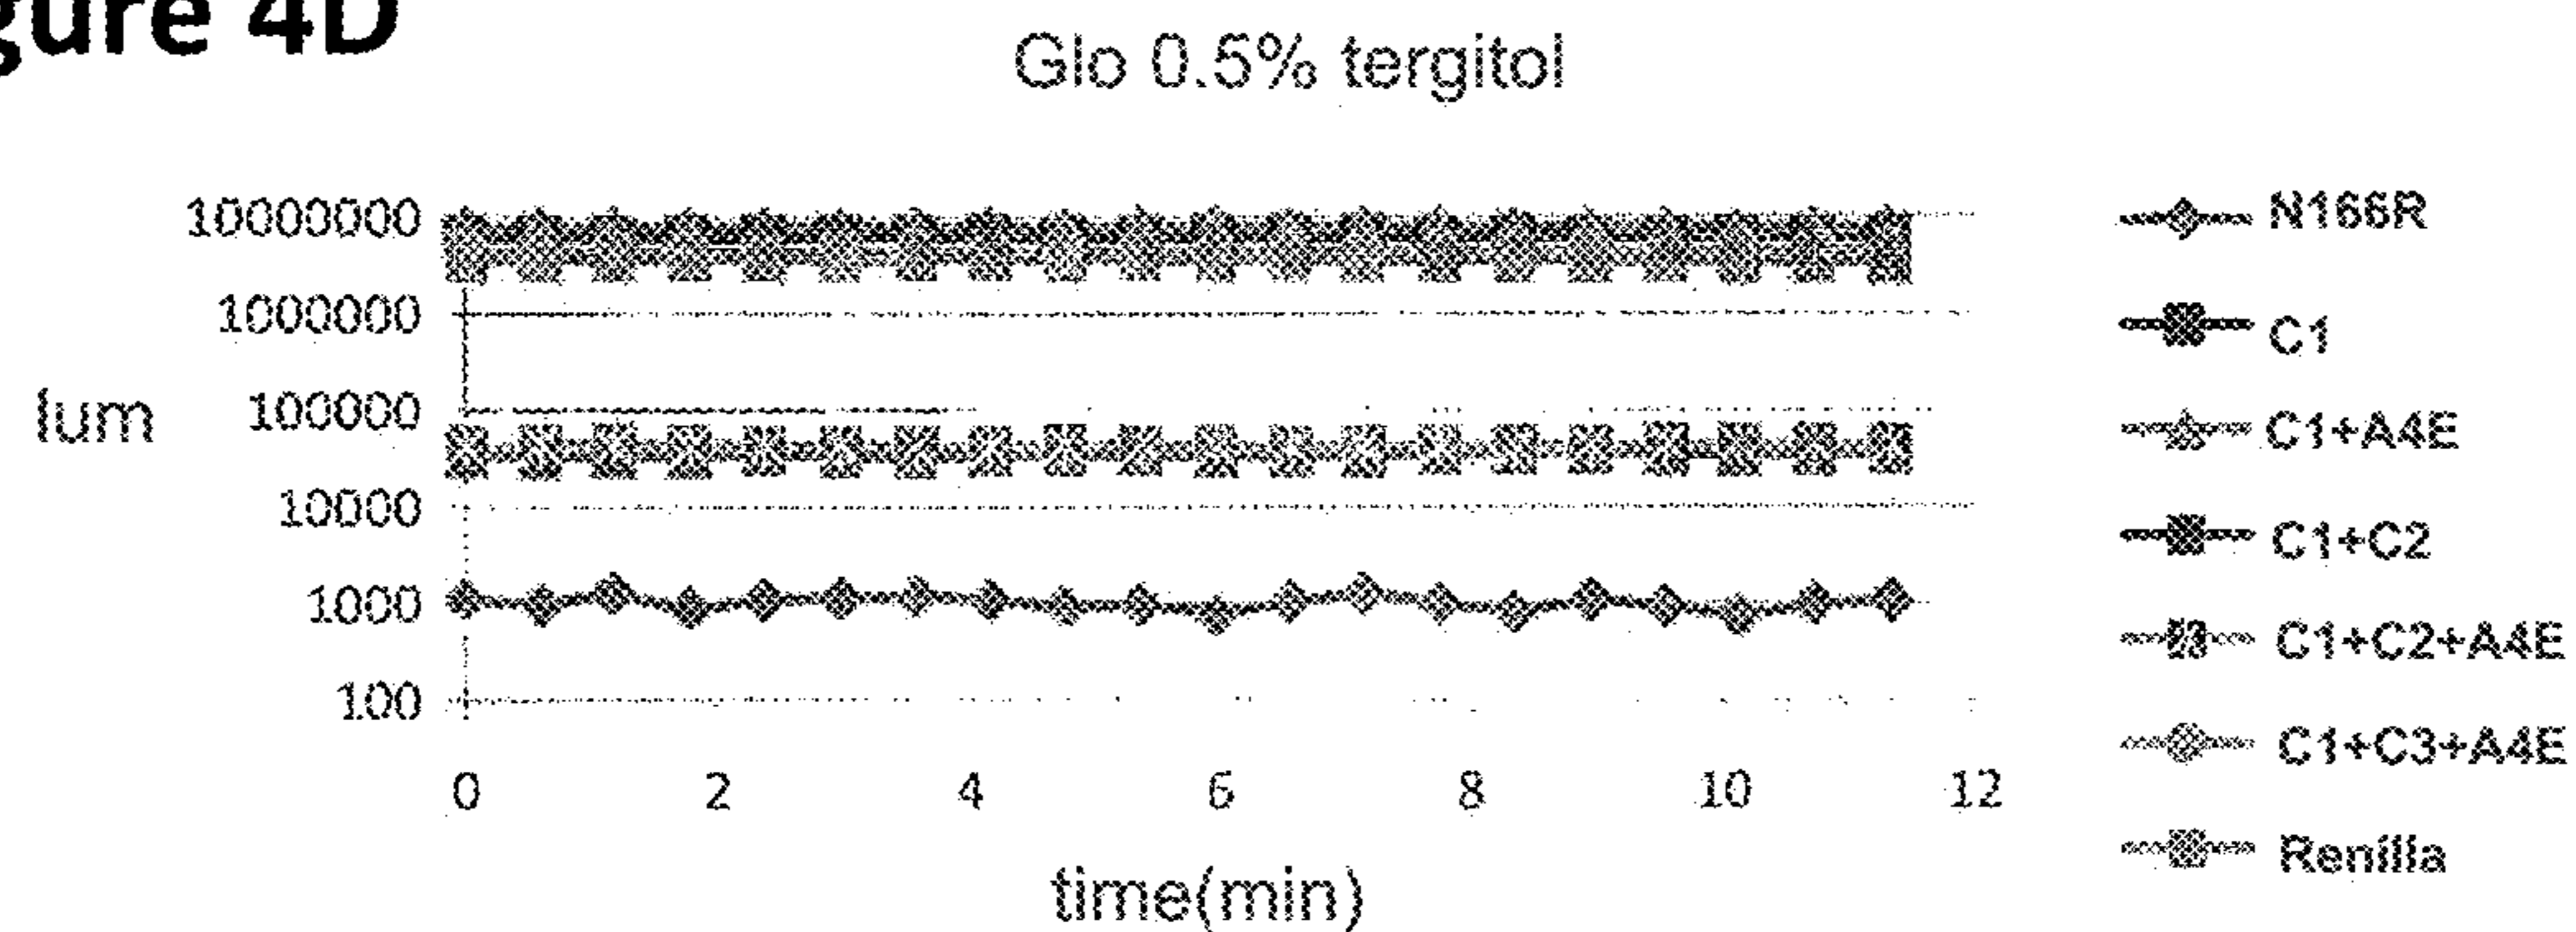 gure 4D
Glo 0.5% tergitol
10000000
1000000
100000
10000
1000
100
lum
0 2 4 6 8 10 12
time(min)
N166R
C1
C1+A4E
C1+C2
C1+C2+A4E
C1+C3+A4E
Renilla